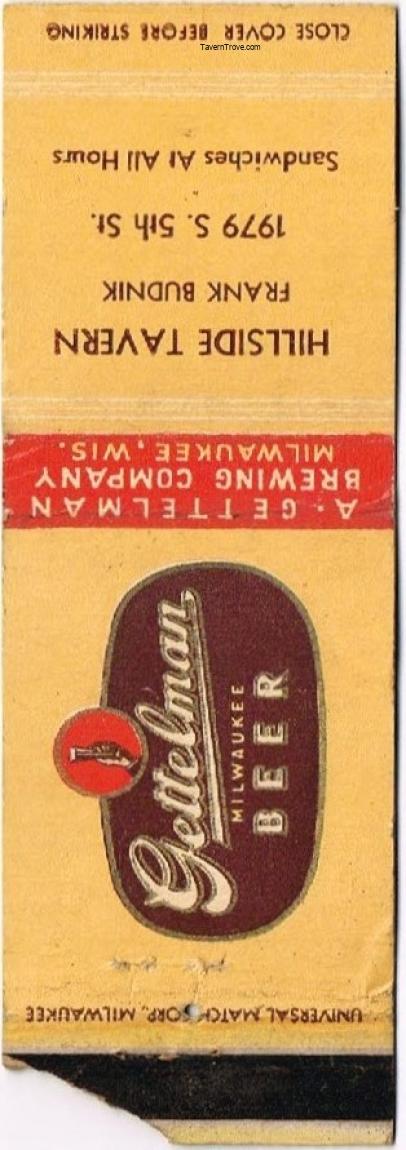 CLOSE COVER BEFORE STRIKING
TavernTrove.com
Sandwiches At All Hours
1979 S. 5th St.
FRANK BUDNIK
HILLSIDE TAVERN
A. GETTELMAN
BREWING COMPANY
MILWAUKEE, WIS.
Gettelman
MILWAUKEE
BEER
UNIVERSAL MATCH CORP., MILWAUKEE